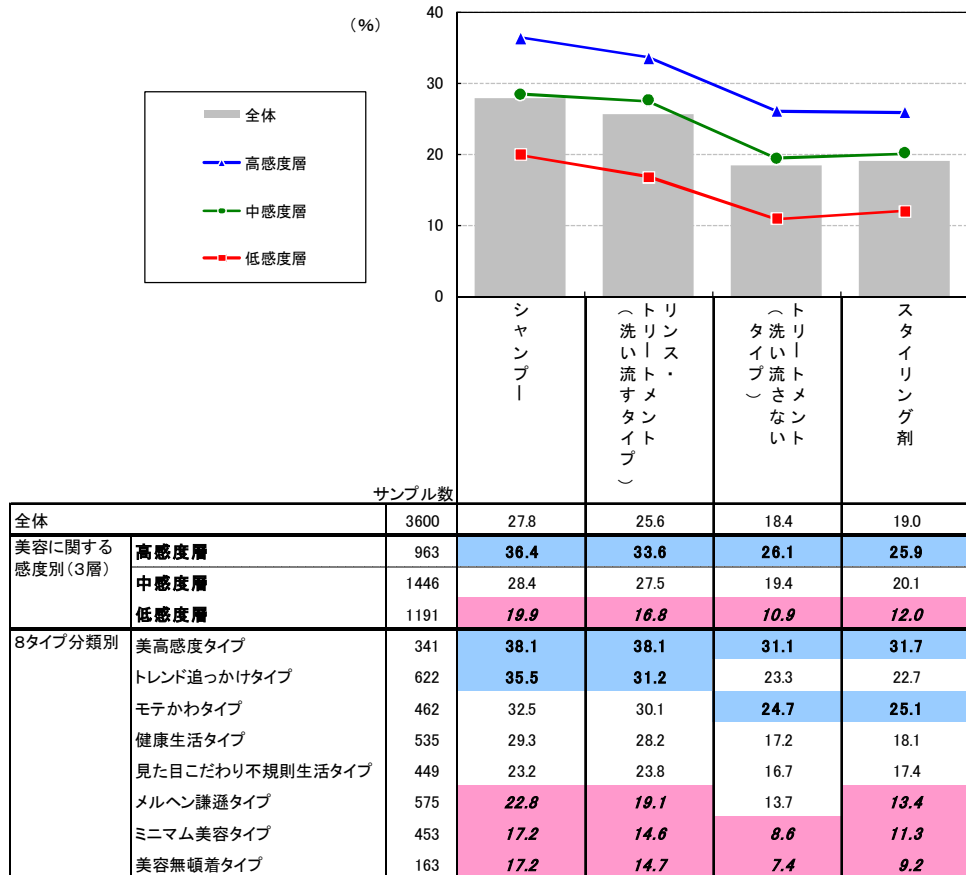 (%)
40
30
20
10
0
全体
高感度層
中感度層
低感度層
シャンプー
リンス・
トリートメント
(洗い流すタイプ)
トリートメント
(洗い流さない
タイプ)
スタイリング剤
サンプル数
全体 3600 27.8 25.6 18.4 19.0
美容に関する
感度別(3層)
高感度層 963 36.4 33.6 26.1 25.9
中感度層 1446 28.4 27.5 19.4 20.1
低感度層 1191 19.9 16.8 10.9 12.0
8タイプ分類別 美高感度タイプ 341 38.1 38.1 31.1 31.7
トレンド追っかけタイプ 622 35.5 31.2 23.3 22.7
モテかわタイプ 462 32.5 30.1 24.7 25.1
健康生活タイプ 535 29.3 28.2 17.2 18.1
見た目こだわり不規則生活タイプ 449 23.2 23.8 16.7 17.4
メルヘン謙遜タイプ 575 22.8 19.1 13.7 13.4
ミニマム美容タイプ 453 17.2 14.6 8.6 11.3
美容無頓着タイプ 163 17.2 14.7 7.4 9.2